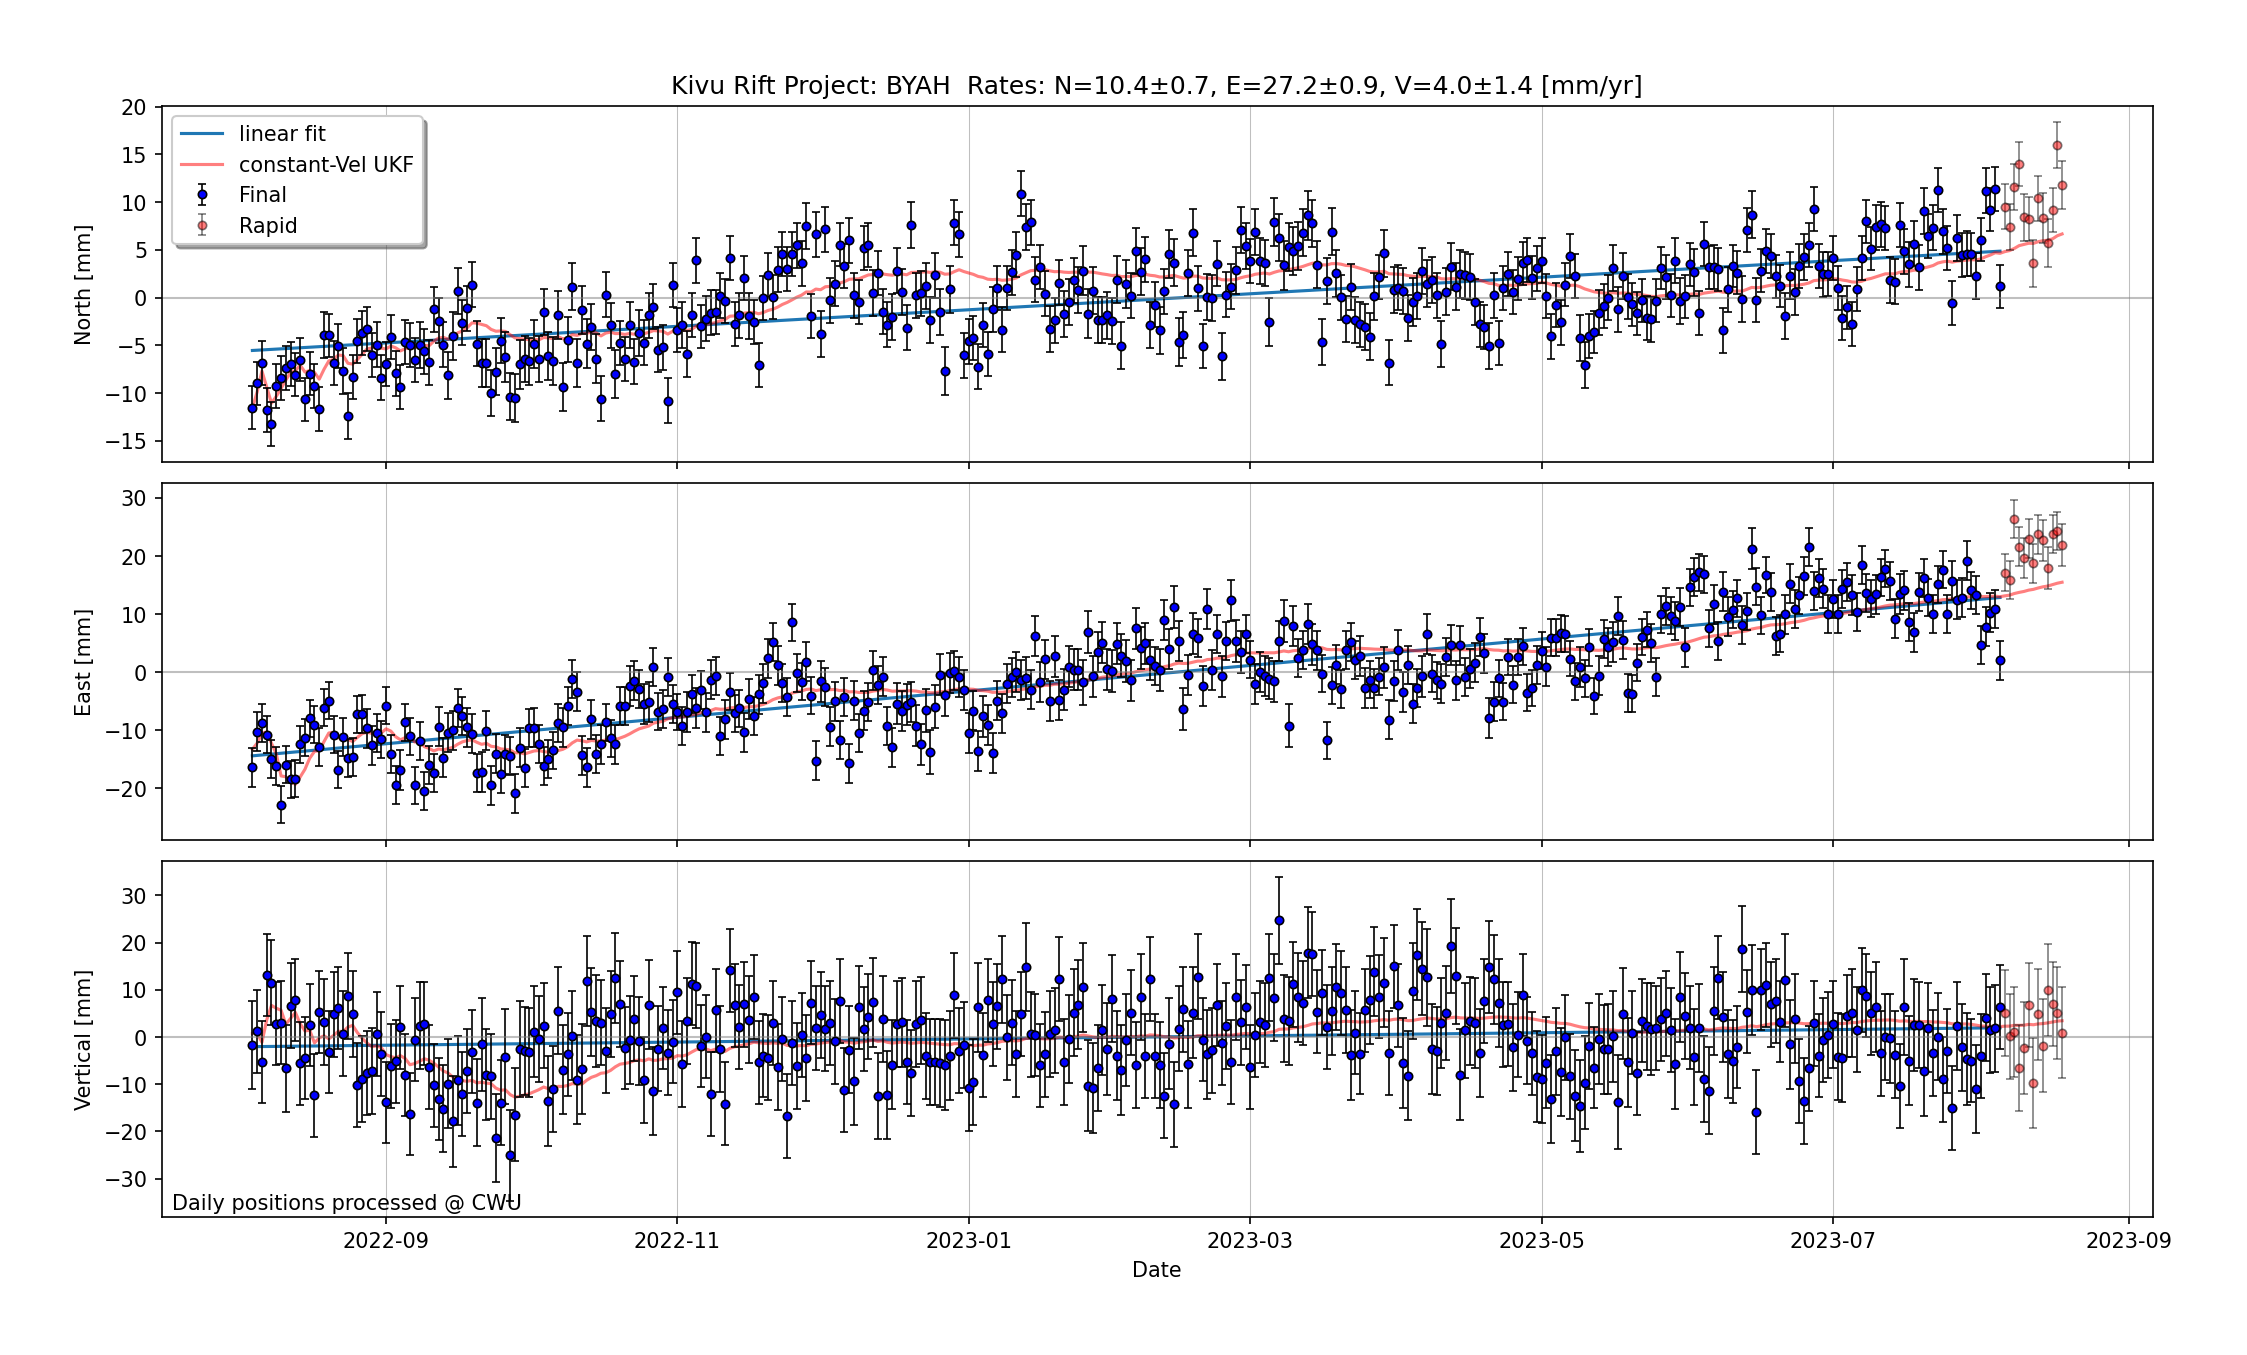 Kivu Rift Project: BYAH  Rates: N=10.4±0.7, E=27.2±0.9, V=4.0±1.4 [mm/yr]
linear fit
constant-Vel UKF
Final
Rapid
North [mm]
20
15
10
5
0
−5
−10
−15
East [mm]
30
20
10
0
−10
−20
Vertical [mm]
30
20
10
0
−10
−20
−30
Daily positions processed @ CWU
2022-09 2022-11 2023-01 2023-03 2023-05 2023-07 2023-09
Date